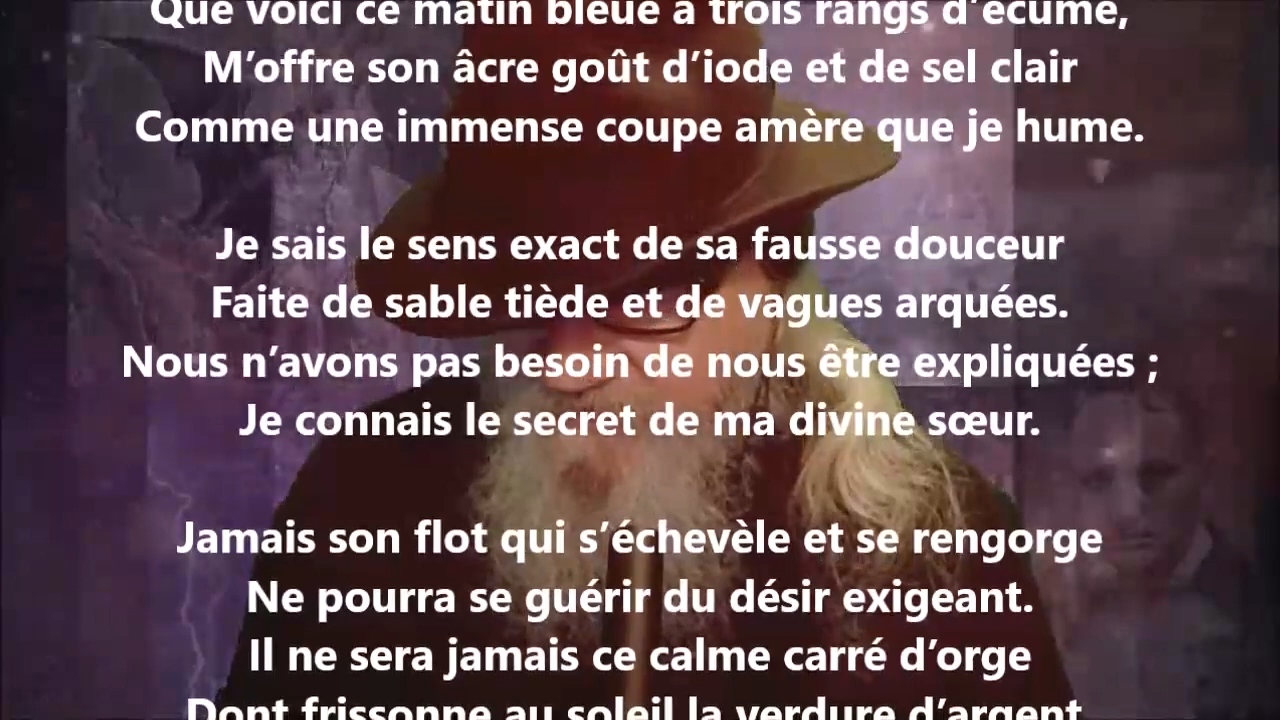 Que voici ce matin bleue à trois rangs d’écume,
M’offre son âcre goût d’iode et de sel clair
Comme une immense coupe amère que je hume.
Je sais le sens exact de sa fausse douceur
Faite de sable tiède et de vagues arquées.
Nous n’avons pas besoin de nous être expliquées ;
Je connais le secret de ma divine sœur.
Jamais son flot qui s’échevèle et se rengorge
Ne pourra se guérir du désir exigeant.
Il ne sera jamais ce calme carré d’orge
Dont frissonne au soleil la verdure d’argent